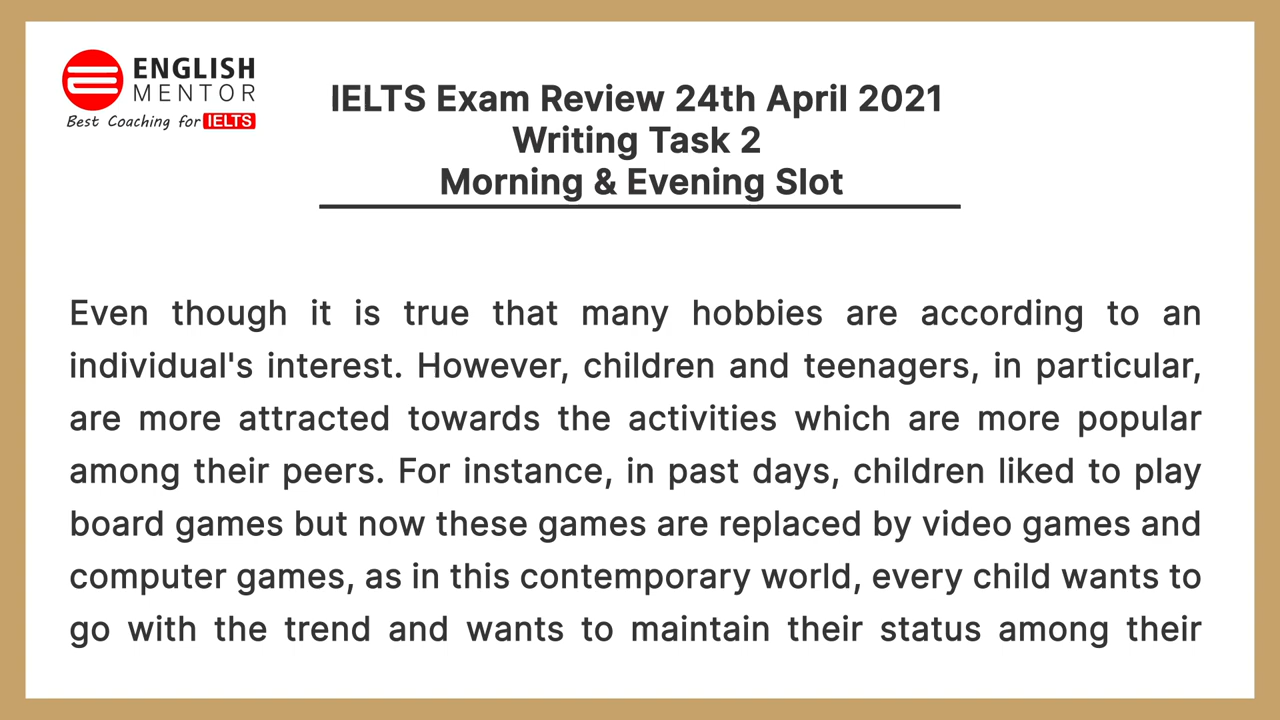 ENGLISH
MENTOR
Best Coaching for IELTS
IELTS Exam Review 24th April 2021
Writing Task 2
Morning & Evening Slot
Even though it is true that many hobbies are according to an
individual's interest. However, children and teenagers, in particular,
are more attracted towards the activities which are more popular
among their peers. For instance, in past days, children liked to play
board games but now these games are replaced by video games and
computer games, as in this contemporary world, every child wants to
go with the trend and wants to maintain their status among their